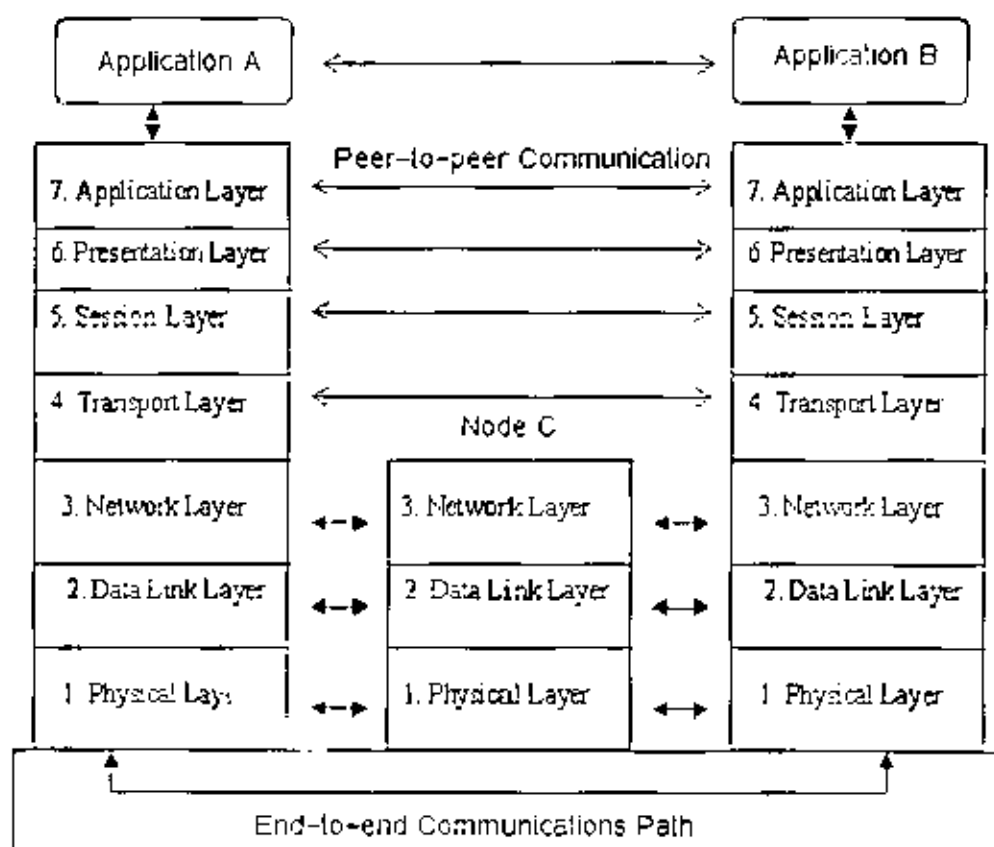 Application A
Application B
Peer-to-peer Communication
7. Application Layer
7. Application Layer
6. Presentation Layer
6 Presentation Layer
5. Session Layer
5. Session Layer
4 Transport Layer
4 Transport Layer
Node C
3. Network Layer
3. Network Layer
3. Network Layer
2. Data Link Layer
2 Data Link Layer
2. Data Link Layer
1 Physical Laye
1. Physical Layer
1 Physical Layer
End-to-end Communications Path